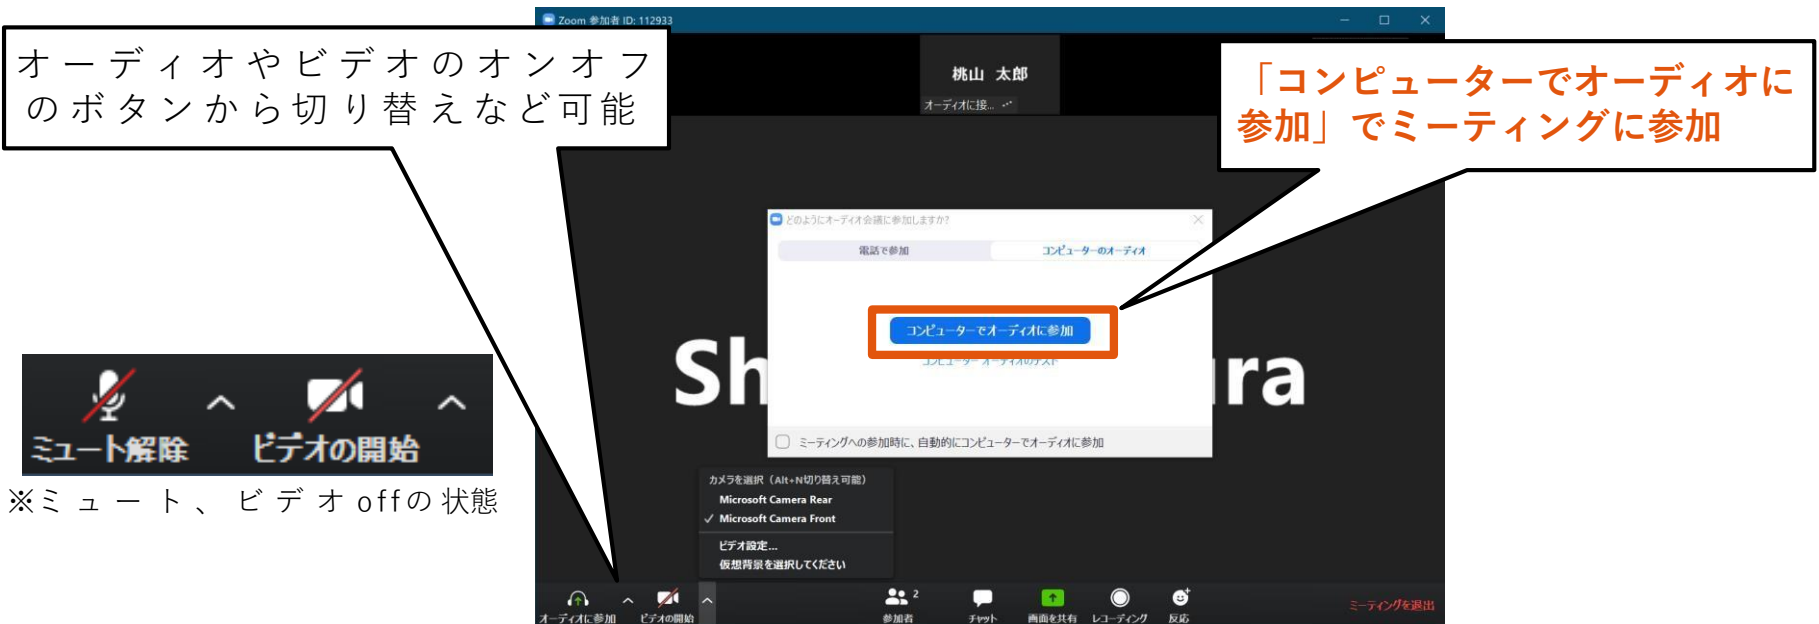 Zoom 参加者 ID: 112933
オーディオやビデオのオンオフ
のボタンから切り替えなど可能
桃山 太郎
オーディオに接...
「コンピューターでオーディオに
参加」でミーティングに参加
どのようにオーディオ会議に参加しますか?
電話で参加
コンピューターのオーディオ
コンピューターでオーディオに参加
コンピューター オーディオのテスト
Sh
ra
ミーティングへの参加時に、自動的にコンピューターでオーディオに参加
ミュート解除
ビデオの開始
※ミュート、ビデオoffの状態
カメラを選択（Alt+N切り替え可能）
Microsoft Camera Rear
✓ Microsoft Camera Front
ビデオ設定...
仮想背景を選択してください
オーディオに参加
ビデオの開始
2
参加者
チャット
画面を共有
レコーディング
反応
ミーティングを退出